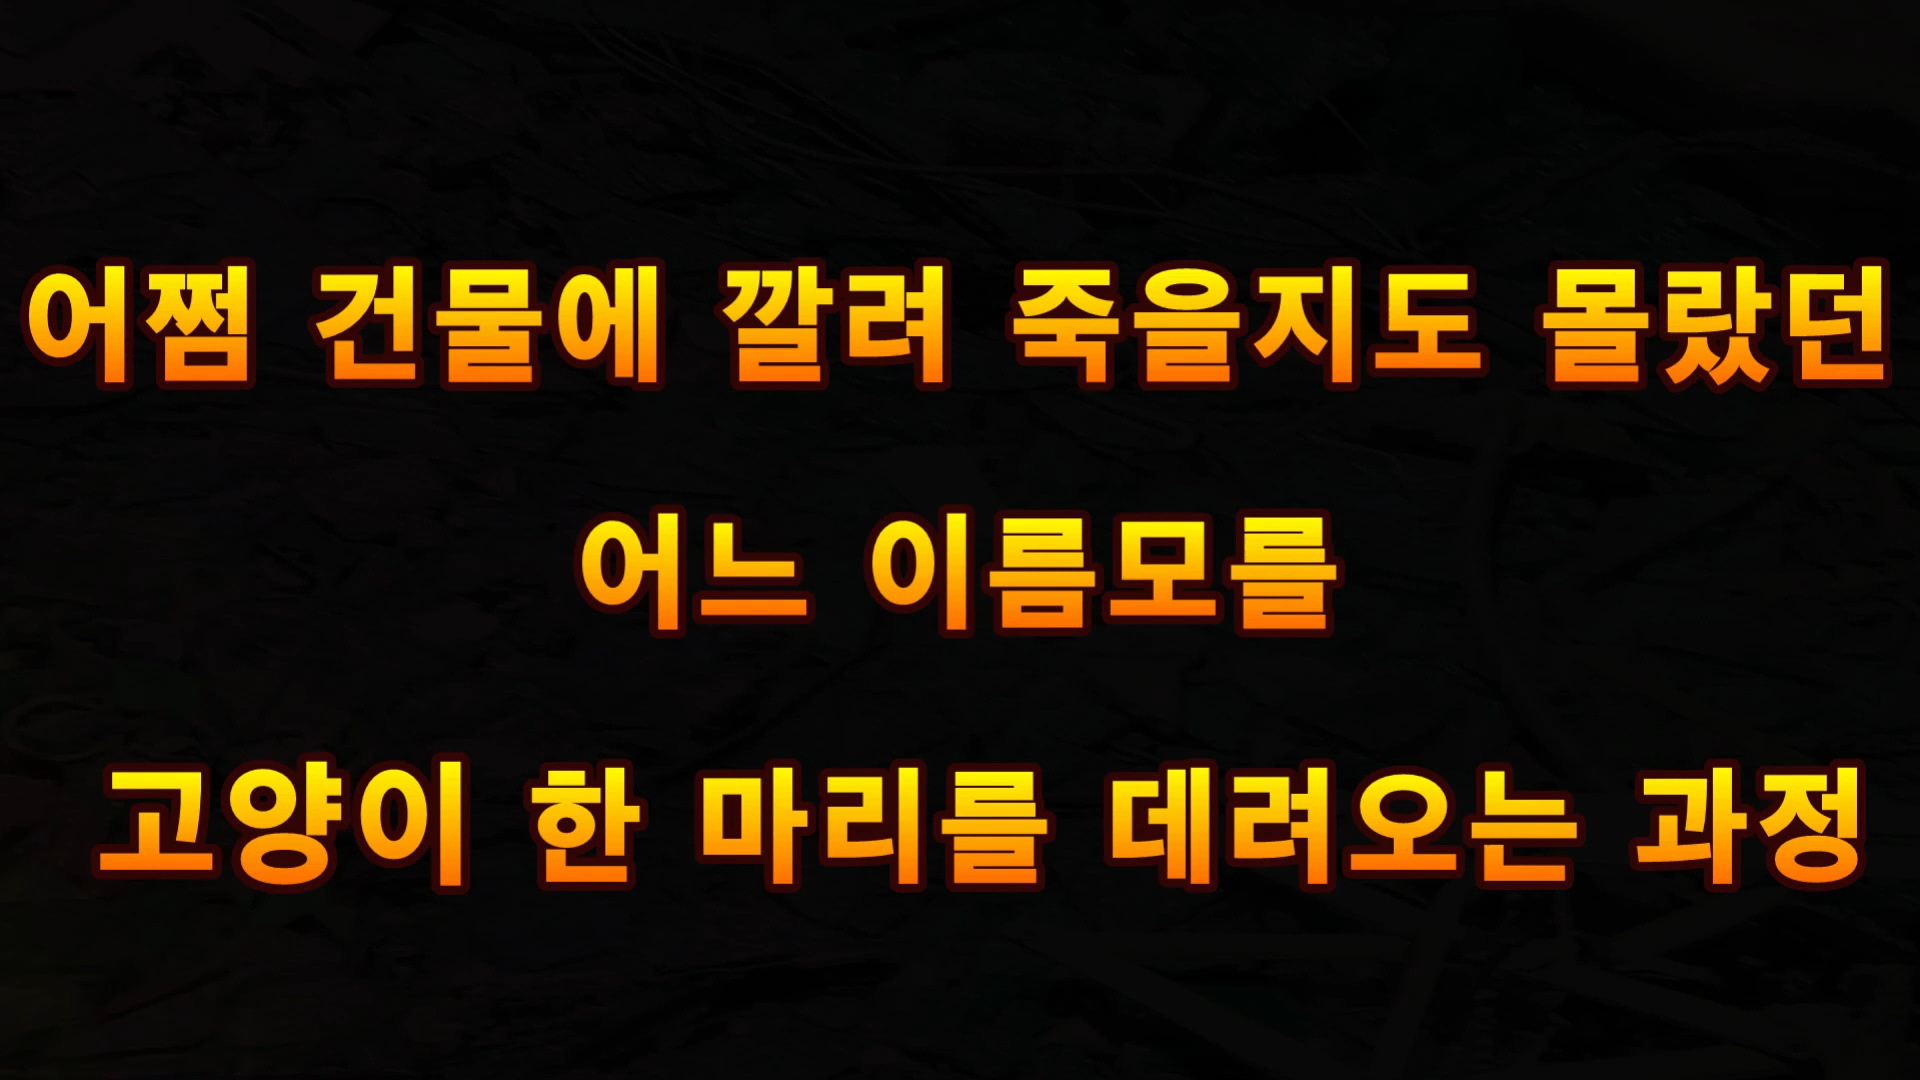 어쩜 건물에 깔려 죽을지도 몰랐던
어느 이름모를
고양이 한 마리를 데려오는 과정